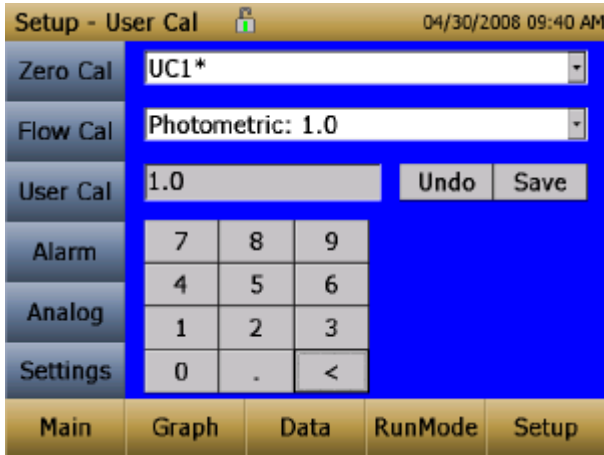 Setup - User Cal 04/30/2008 09:40 AM
Zero Cal
Flow Cal
User Cal
Alarm
Analog
Settings
UC1*
Photometric: 1.0
1.0 Undo Save
7 8 9
4 5 6
1 2 3
0 . <
Main Graph Data RunMode Setup